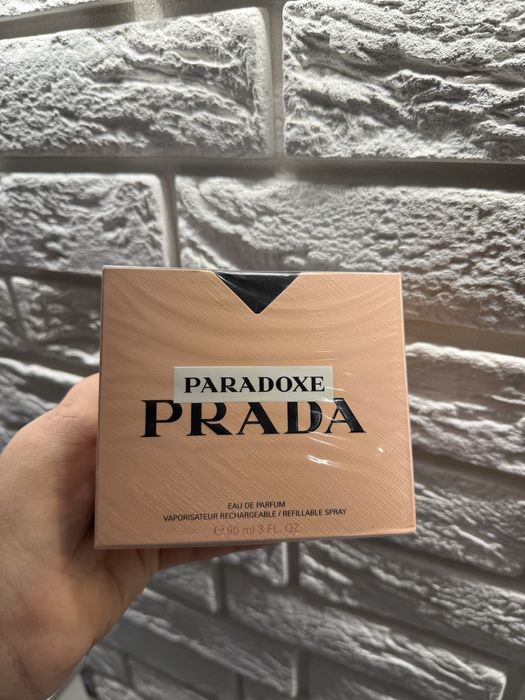 PARADOXE
PRADA
EAU DE PARFUM
VAPORISATEUR RECHARGEABLE / REFILLABLE SPRAY
℮ 90 ml 3 FL. OZ.